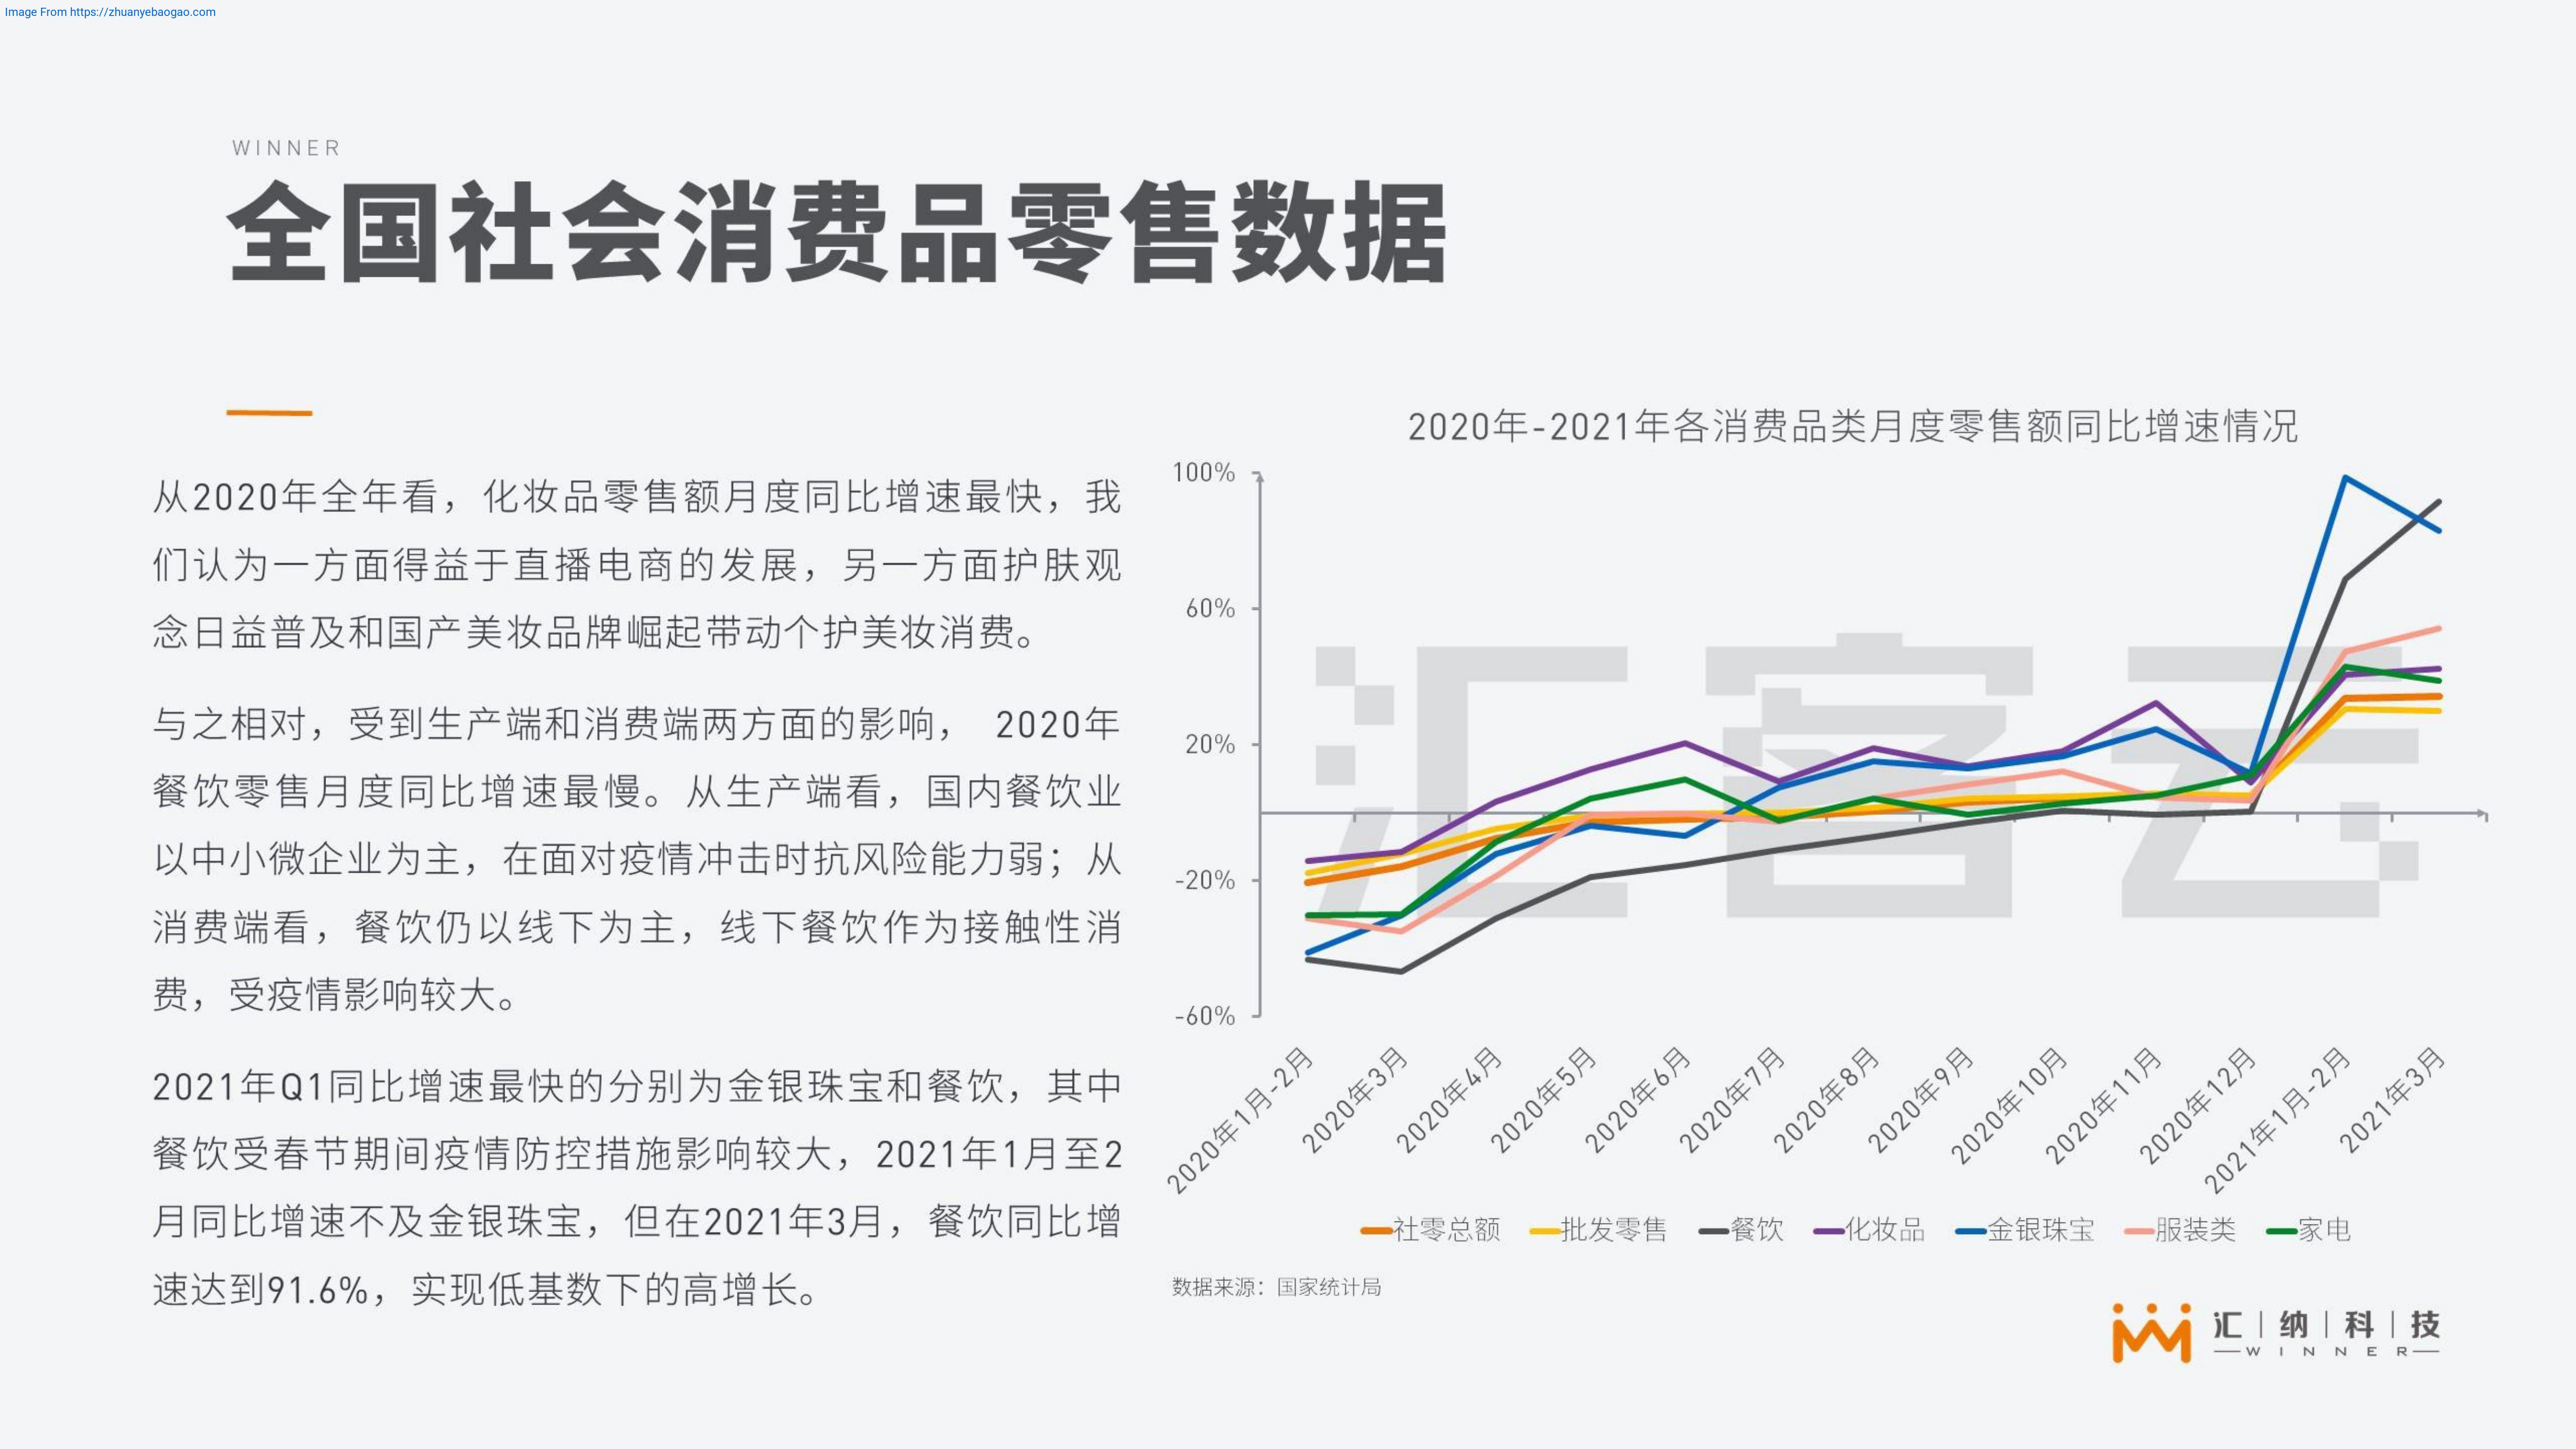 Image From https://zhuanyebaogao.com
WINNER
全国社会消费品零售数据
从2020年全年看，化妆品零售额月度同比增速最快，我
们认为一方面得益于直播电商的发展，另一方面护肤观
念日益普及和国产美妆品牌崛起带动个护美妆消费。
与之相对，受到生产端和消费端两方面的影响， 2020年
餐饮零售月度同比增速最慢。从生产端看，国内餐饮业
以中小微企业为主，在面对疫情冲击时抗风险能力弱；从
消费端看，餐饮仍以线下为主，线下餐饮作为接触性消
费，受疫情影响较大。
2021年Q1同比增速最快的分别为金银珠宝和餐饮，其中
餐饮受春节期间疫情防控措施影响较大，2021年1月至2
月同比增速不及金银珠宝，但在2021年3月，餐饮同比增
速达到91.6%，实现低基数下的高增长。
2020年-2021年各消费品类月度零售额同比增速情况
100%
60%
20%
-20%
-60%
汇客云
2020年1月-2月
2020年3月
2020年4月
2020年5月
2020年6月
2020年7月
2020年8月
2020年9月
2020年10月
2020年11月
2020年12月
2021年1月-2月
2021年3月
社零总额 批发零售 餐饮 化妆品 金银珠宝 服装类 家电
数据来源：国家统计局
汇|纳|科|技
WINNER